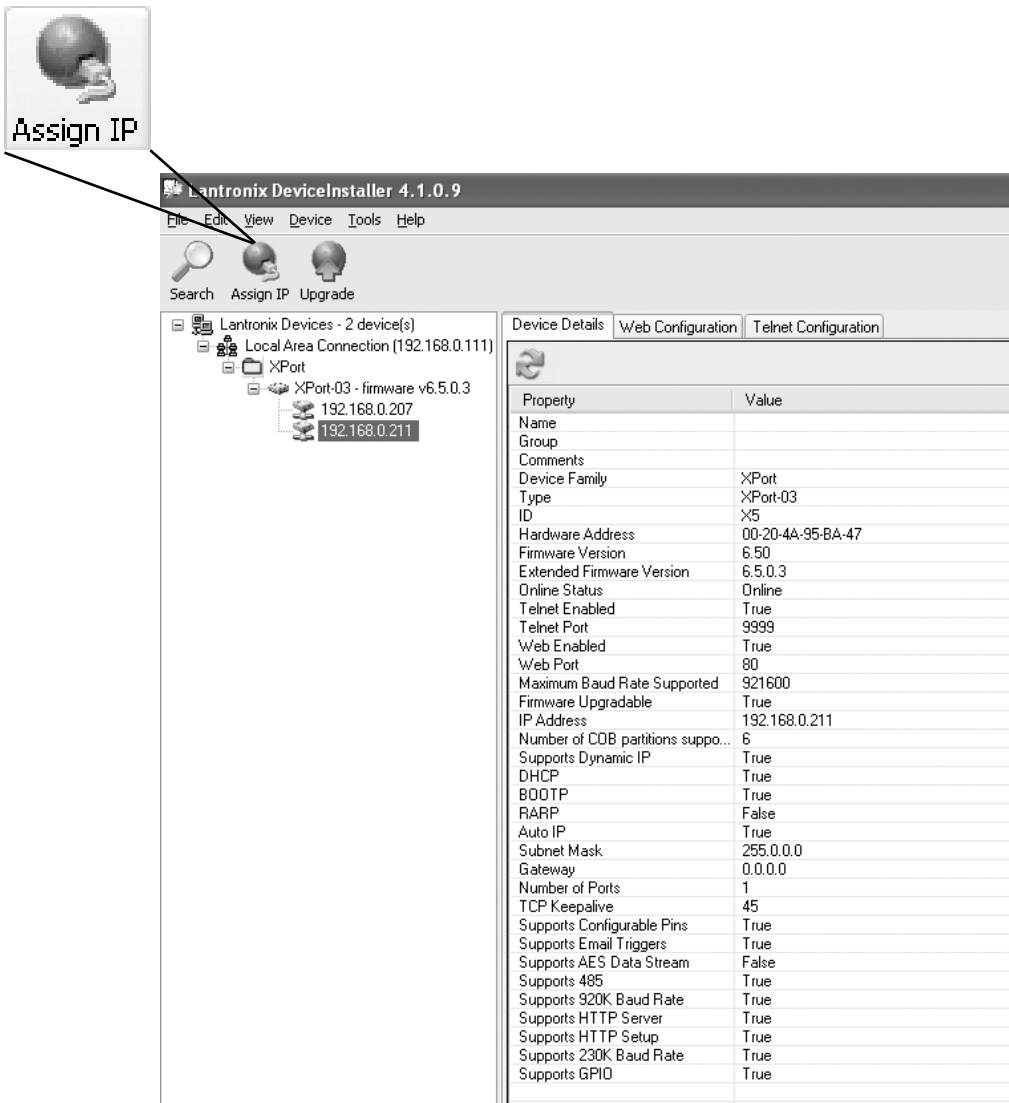 Assign IP
Lantronix DeviceInstaller 4.1.0.9
File Edit View Device Tools Help
Search Assign IP Upgrade
Lantronix Devices - 2 device(s)
Local Area Connection (192.168.0.111)
XPort
XPort-03 - firmware v6.5.0.3
192.168.0.207
192.168.0.211
Device Details Web Configuration Telnet Configuration
Property Value
Name
Group
Comments
Device Family XPort
Type XPort-03
ID X5
Hardware Address 00-20-4A-95-BA-47
Firmware Version 6.50
Extended Firmware Version 6.5.0.3
Online Status Online
Telnet Enabled True
Telnet Port 9999
Web Enabled True
Web Port 80
Maximum Baud Rate Supported 921600
Firmware Upgradable True
IP Address 192.168.0.211
Number of COB partitions suppo... 6
Supports Dynamic IP True
DHCP True
BOOTP True
RARP False
Auto IP True
Subnet Mask 255.0.0.0
Gateway 0.0.0.0
Number of Ports 1
TCP Keepalive 45
Supports Configurable Pins True
Supports Email Triggers True
Supports AES Data Stream False
Supports 485 True
Supports 920K Baud Rate True
Supports HTTP Server True
Supports HTTP Setup True
Supports 230K Baud Rate True
Supports GPIO True